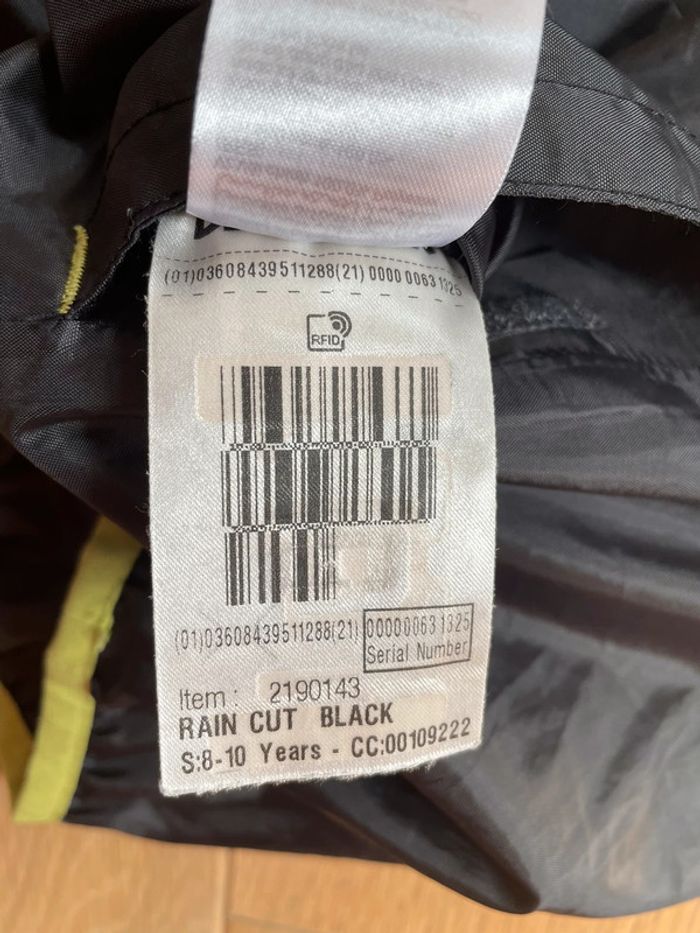 (01)03608439511288(21) 0000 0063 1325
RFID
(01)03608439511288(21) 000000631325
Serial Number
Item : 2190143
RAIN CUT BLACK
S:8-10 Years - CC:00109222